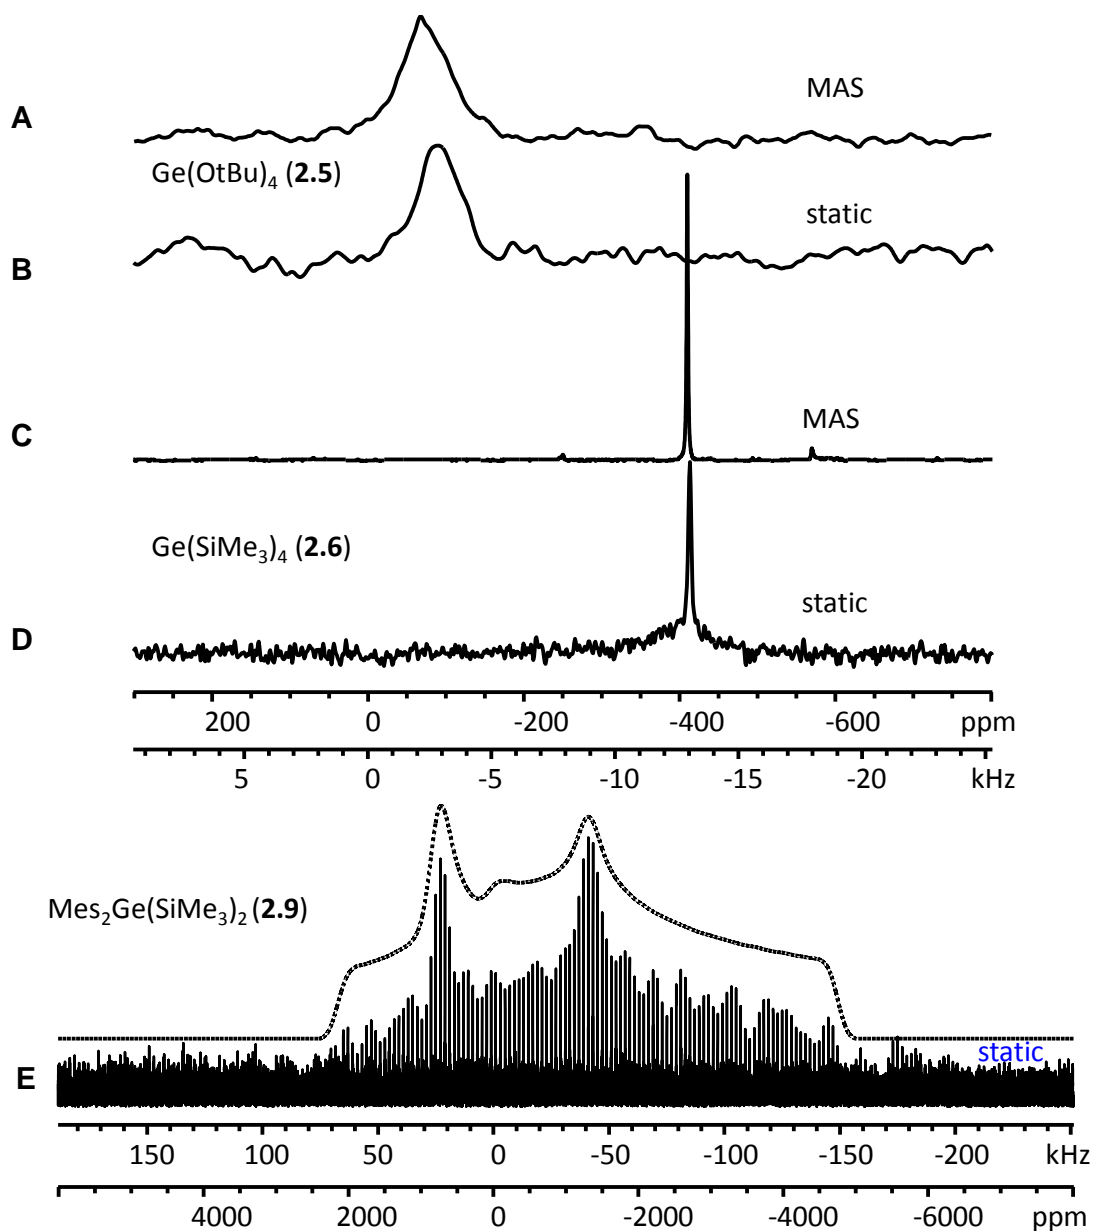 MAS
A
Ge(OtBu)₄ (2.5)
static
B
MAS
C
Ge(SiMe₃)₄ (2.6)
static
D
200 0 -200 -400 -600 ppm
5 0 -5 -10 -15 -20 kHz
Mes₂Ge(SiMe₃)₂ (2.9)
static
E
150 100 50 0 -50 -100 -150 -200 kHz
4000 2000 0 -2000 -4000 -6000 ppm